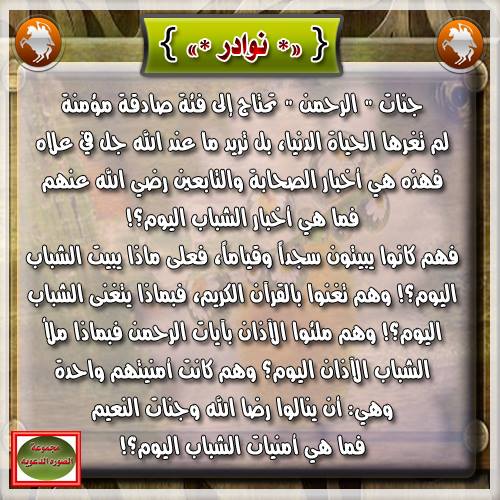 { «* نوادر *» }
جنات " الرحمن " تحتاج إلى فئة صادقة مؤمنة
لم تغرها الحياة الدنيا، بل تريد ما عند الله جل في علاه
فهذه هي أخبار الصحابة والتابعين رضي الله عنهم
فما هي أخبار الشباب اليوم؟!
فهم كانوا يبيتون سجداً وقياماً، فعلى ماذا يبيت الشباب
اليوم؟! وهم تغنوا بالقرآن الكريم، فبماذا يتغنى الشباب
اليوم؟! وهم ملئوا الآذان بآيات الرحمن فبماذا ملأ
الشباب الآذان اليوم؟ وهم كانت أمنيتهم واحدة
وهي: أن ينالوا رضا الله وجنات النعيم
فما هي أمنيات الشباب اليوم؟!
مجموعة
الصورة الدعوية